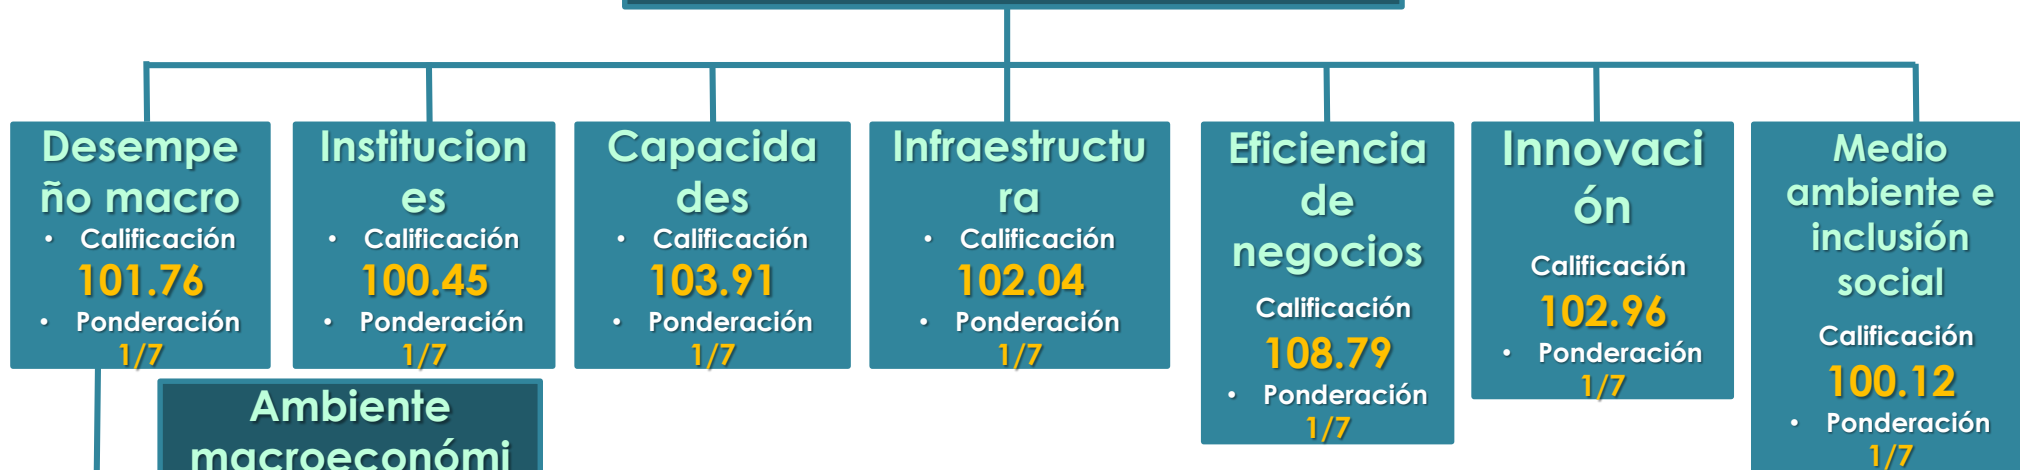 Desempe
ño macro
• Calificación
101.76
• Ponderación
1/7
Institucion
es
• Calificación
100.45
• Ponderación
1/7
Capacida
des
• Calificación
103.91
• Ponderación
1/7
Infraestructu
ra
• Calificación
102.04
• Ponderación
1/7
Eficiencia
de
negocios
Calificación
108.79
• Ponderación
1/7
Innovaci
ón
Calificación
102.96
• Ponderación
1/7
Medio
ambiente e
inclusión
social
Calificación
100.12
• Ponderación
1/7
Ambiente
macroeconómi